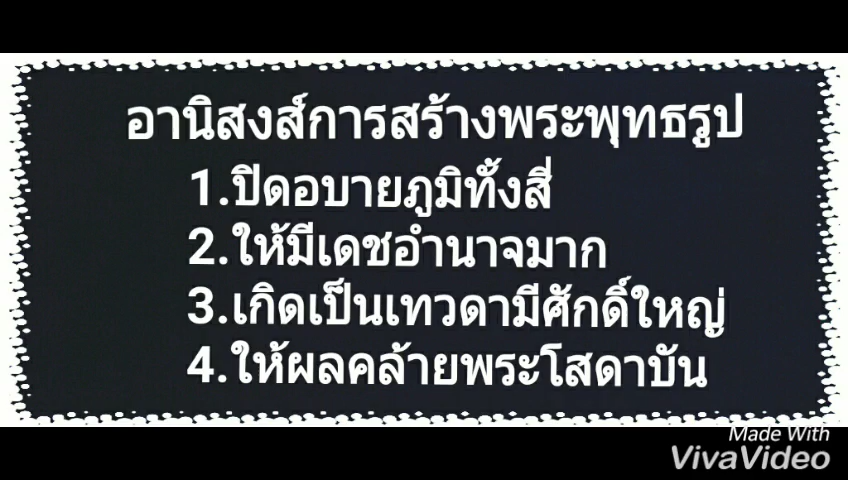 อานิสงส์การสร้างพระพุทธรูป
1.ปิดอบายภูมิทั้งสี่
2.ให้มีเดชอำนาจมาก
3.เกิดเป็นเทวดามีศักดิ์ใหญ่
4.ให้ผลคล้ายพระโสดาบัน
Made With
VivaVideo